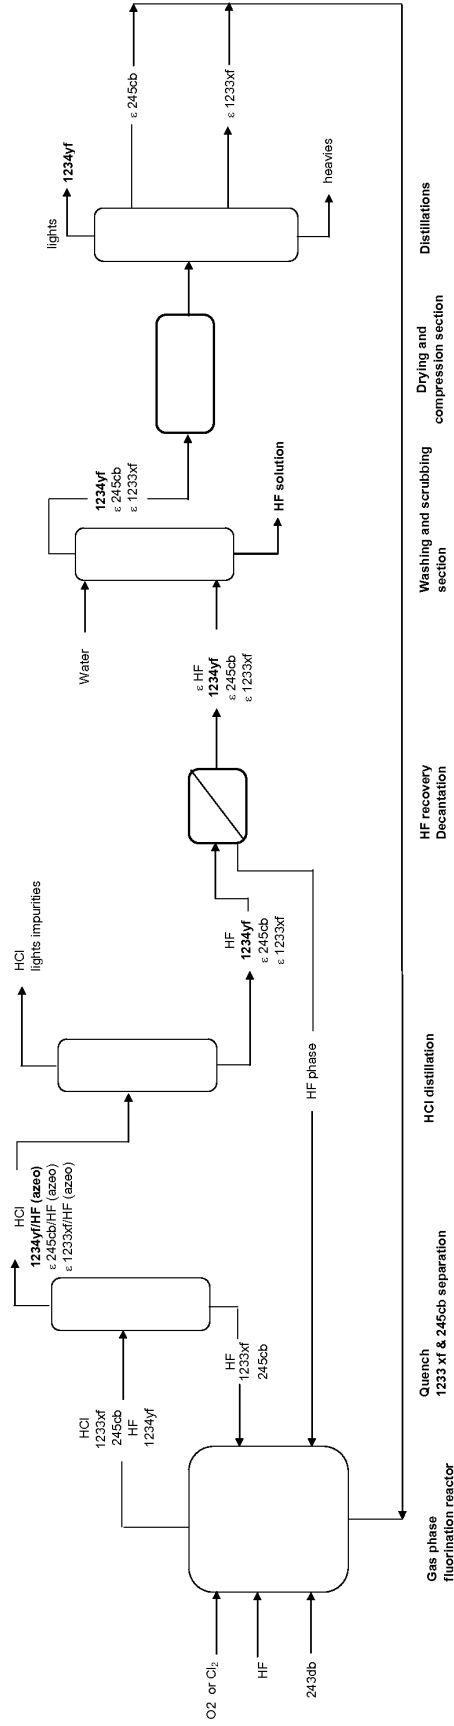 O2 or Cl₂
HF
243db
Gas phase
fluorination reactor
HCl
1233xf
245cb
HF
1234yf
HF
1233xf
245cb
Quench
1233 xf & 245cb separation
HCl
1234yf/HF (azeo)
ε 245cb/HF (azeo)
ε 1233xf/HF (azeo)
HF phase
HCl distillation
HCl
lights impurities
HF
1234yf
ε 245cb
ε 1233xf
HF recovery
Decantation
ε HF
1234yf
ε 245cb
ε 1233xf
Water
Washing and scrubbing
section
HF solution
1234yf
ε 245cb
ε 1233xf
Drying and
compression section
lights
1234yf
ε 245cb
ε 1233xf
heavies
Distillations